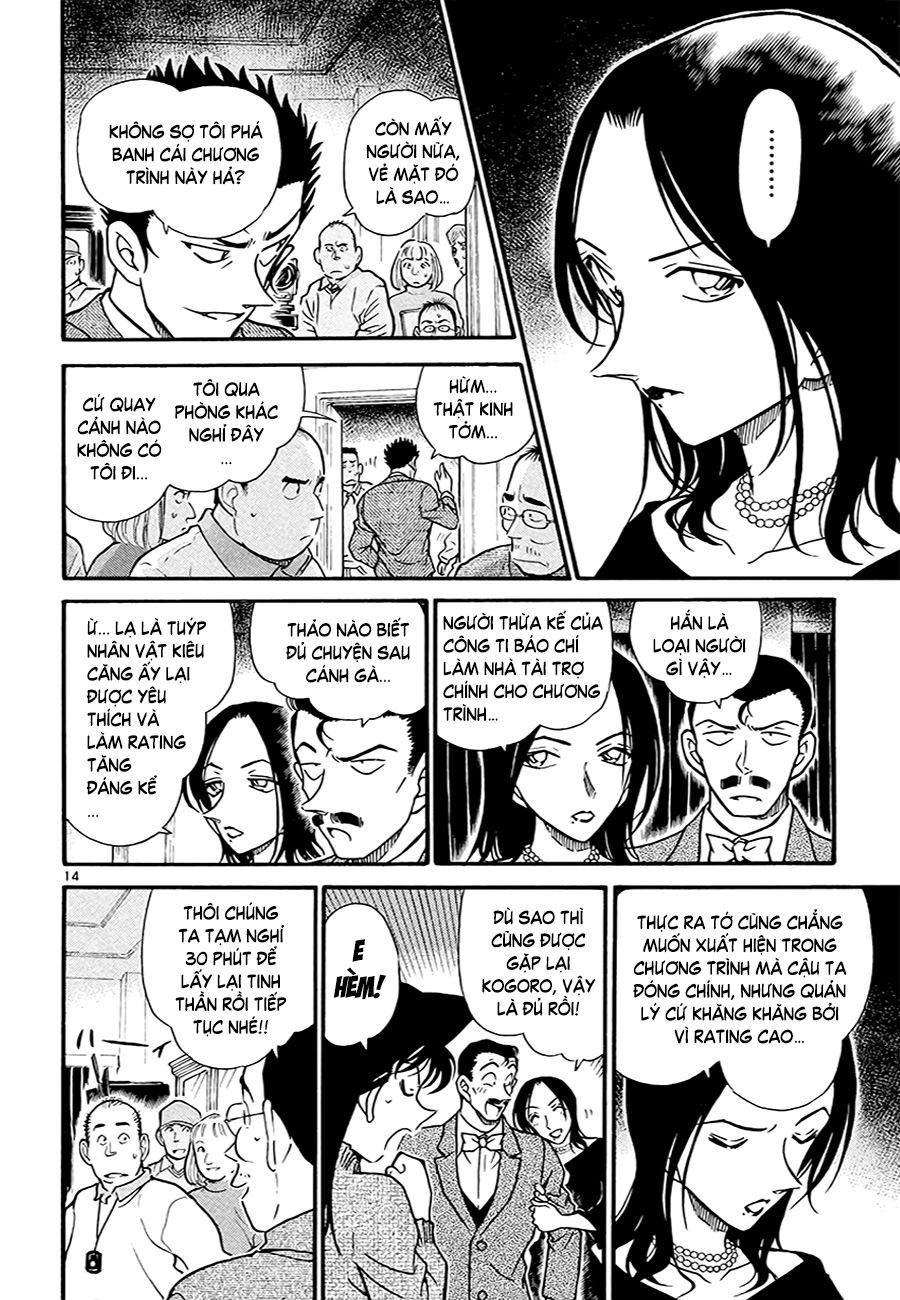 .........
CÒN MẤY
NGƯỜI NỮA,
VẺ MẶT ĐÓ
LÀ SAO...
KHÔNG SỢ TÔI PHÁ
BANH CÁI CHƯƠNG
TRÌNH NÀY HẢ?
HỪM...
THẬT KINH
TỞM...
TÔI QUA
PHÒNG KHÁC
NGHỈ ĐÂY
...
CỨ QUAY
CẢNH NÀO
KHÔNG CÓ
TÔI ĐI...
HẮN LÀ
LOẠI NGƯỜI
GÌ VẬY...
NGƯỜI THỪA KẾ CỦA
CÔNG TI BÁO CHÍ
LÀM NHÀ TÀI TRỢ
CHÍNH CHO CHƯƠNG
TRÌNH...
THẢO NÀO BIẾT
ĐỦ CHUYỆN SAU
CÁNH GÀ...
Ừ... LẠ LÀ TUÝP
NHÂN VẬT KIÊU
CĂNG ẤY LẠI
ĐƯỢC YÊU
THÍCH VÀ
LÀM RATING
TĂNG
ĐÁNG KỂ
...
14
THỰC RA TỚ CŨNG CHẲNG
MUỐN XUẤT HIỆN TRONG
CHƯƠNG TRÌNH MÀ CẬU TA
ĐÓNG CHÍNH, NHƯNG QUẢN
LÝ CỨ KHĂNG KHĂNG BỞI
VÌ RATING CAO...
DÙ SAO THÌ
CŨNG ĐƯỢC
GẶP LẠI
KOGORO, VẬY
LÀ ĐỦ RỒI!
E
HÈM!
THÔI CHÚNG
TA TẠM NGHỈ
30 PHÚT ĐỂ
LẤY LẠI TINH
THẦN RỒI TIẾP
TỤC NHÉ!!